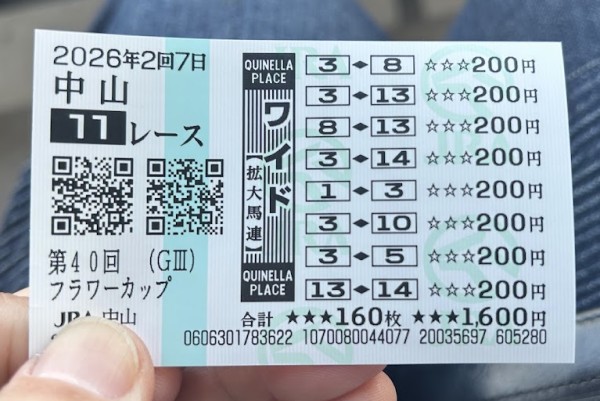 2026年2回7日
中山
11レース
第40回 (GⅢ)
フラワーカップ
JRA 中山
QUINELLA PLACE
ワイド
【拡大馬連】
QUINELLA PLACE
3 ◆ 8 ☆☆☆200円
3 ◆ 13 ☆☆☆200円
8 ◆ 13 ☆☆☆200円
3 ◆ 14 ☆☆☆200円
1 ◆ 3 ☆☆☆200円
3 ◆ 10 ☆☆☆200円
3 ◆ 5 ☆☆☆200円
13 ◆ 14 ☆☆☆200円
合計 ★★★160枚 ★★★1,600円
0606301783622 1070080044077 20035697 605280